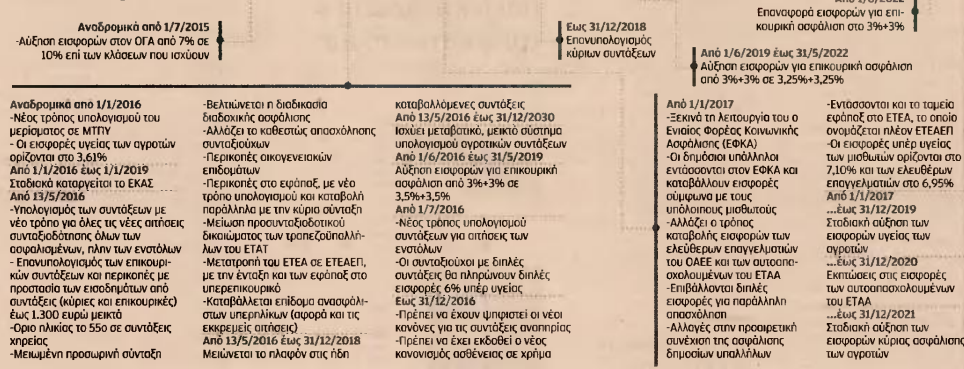 Αναδρομικά από 1/7/2015
-Αύξηση εισφορών στον ΟΓΑ από 7% σε
10% επί των κλάσεων που ισχύουν
Εως 31/12/2018
Επανυπολογισμός
κύριων συντάξεων
Επαναφορά εισφορών για επι-
κουρική ασφάλιση στο 3%+3%
Από 1/6/2019 έως 31/5/2022
Αύξηση εισφορών για επικουρική ασφάλιση
από 3%+3% σε 3,25%+3,25%
Αναδρομικά από 1/1/2016
-Νέος τρόπος υπολογισμού του
μερίσματος σε ΜΤΠΥ
- Οι εισφορές υγείας των αγροτών
ορίζονται στο 3,61%
Από 1/1/2016 έως 1/1/2019
Σταδιακά καταργείται το ΕΚΑΣ
Από 13/5/2016
-Υπολογισμός των συντάξεων με
νέο τρόπο για όλες τις νέες αιτήσεις
συνταξιοδότησης όλων των
ασφαλισμένων, πλην των ενστόλων
- Επανυπολογισμός των επικουρι-
κών συντάξεων και περικοπές με
προστασία των εισοδημάτων από
συντάξεις (κύριες και επικουρικές)
έως 1.300 ευρώ μεικτά
-Οριο ηλικίας το 55ο σε συντάξεις
χηρείας
-Μειωμένη προσωρινή σύνταξη
-Βελτιώνεται η διαδικασία
διαδοχικής ασφάλισης
-Αλλάζει το καθεστώς απασχόλησης
συνταξιούχων
-Περικοπές οικογενειακών
επιδομάτων
-Περικοπές στο εφάπαξ, με νέο
τρόπο υπολογισμού και καταβολή
παράλληλα με την κύρια σύνταξη
-Μείωση προσυνταξιοδοτικού
δικαιώματος των τραπεζοϋπαλλή-
λων του ΕΤΑΤ
-Μετατροπή του ΕΤΕΑ σε ΕΤΕΑΕΠ,
με την ένταξη και των εφάπαξ στο
υπερεπικουρικό
-Καταβάλλεται επίδομα ανασφάλι-
στων υπερηλίκων (αφορά και τις
εκκρεμείς αιτήσεις)
Από 13/5/2016 έως 31/12/2018
Μειώνεται το πλαφόν στις ήδη
καταβαλλόμενες συντάξεις
Από 13/5/2016 έως 31/12/2030
Ισχύει μεταβατικό, μεικτό σύστημα
υπολογισμού αγροτικών συντάξεων
Από 1/6/2016 έως 31/5/2019
Αύξηση εισφορών για επικουρική
ασφάλιση από 3%+3% σε
3,5%+3,5%
Από 1/7/2016
-Νέος τρόπος υπολογισμού
συντάξεων για αιτήσεις των
ενστόλων
-Οι συνταξιούχοι με διπλές
συντάξεις θα πληρώνουν διπλές
εισφορές 6% υπέρ υγείας
Εως 31/12/2016
-Πρέπει να έχουν ψηφιστεί οι νέοι
κανόνες για τις συντάξεις αναπηρίας
-Πρέπει να έχει εκδοθεί ο νέος
κανονισμός ασθένειας σε χρήμα
Από 1/1/2017
-Ξεκινά τη λειτουργία του ο
Ενιαίος Φορέας Κοινωνικής
Ασφάλισης (ΕΦΚΑ)
-Οι δημόσιοι υπάλληλοι
εντάσσονται στον ΕΦΚΑ και
καταβάλλουν εισφορές
σύμφωνα με τους
υπόλοιπους μισθωτούς
-Αλλάζει ο τρόπος
καταβολής εισφορών των
ελεύθερων επαγγελματιών
του ΟΑΕΕ και των αυτοαπα-
σχολουμένων του ΕΤΑΑ
-Επιβάλλονται διπλές
εισφορές για παράλληλη
απασχόληση
-Αλλαγές στην προαιρετική
συνέχιση της ασφάλισης
δημοσίων υπαλλήλων
-Εντάσσονται και τα ταμεία
εφάπαξ στο ΕΤΕΑ, το οποίο
ονομάζεται πλέον ΕΤΕΑΕΠ
-Οι εισφορές υπέρ υγείας
των μισθωτών ορίζονται στο
7,10% και των ελευθέρων
επαγγελματιών στο 6,95%
Από 1/1/2017
...έως 31/12/2019
Σταδιακή αύξηση των
εισφορών υγείας των
αγροτών
...έως 31/12/2020
Εκπτώσεις στις εισφορές
των αυτοαπασχολουμένων
του ΕΤΑΑ
...έως 31/12/2021
Σταδιακή αύξηση των
εισφορών κύριας ασφάλισης
των αγροτών